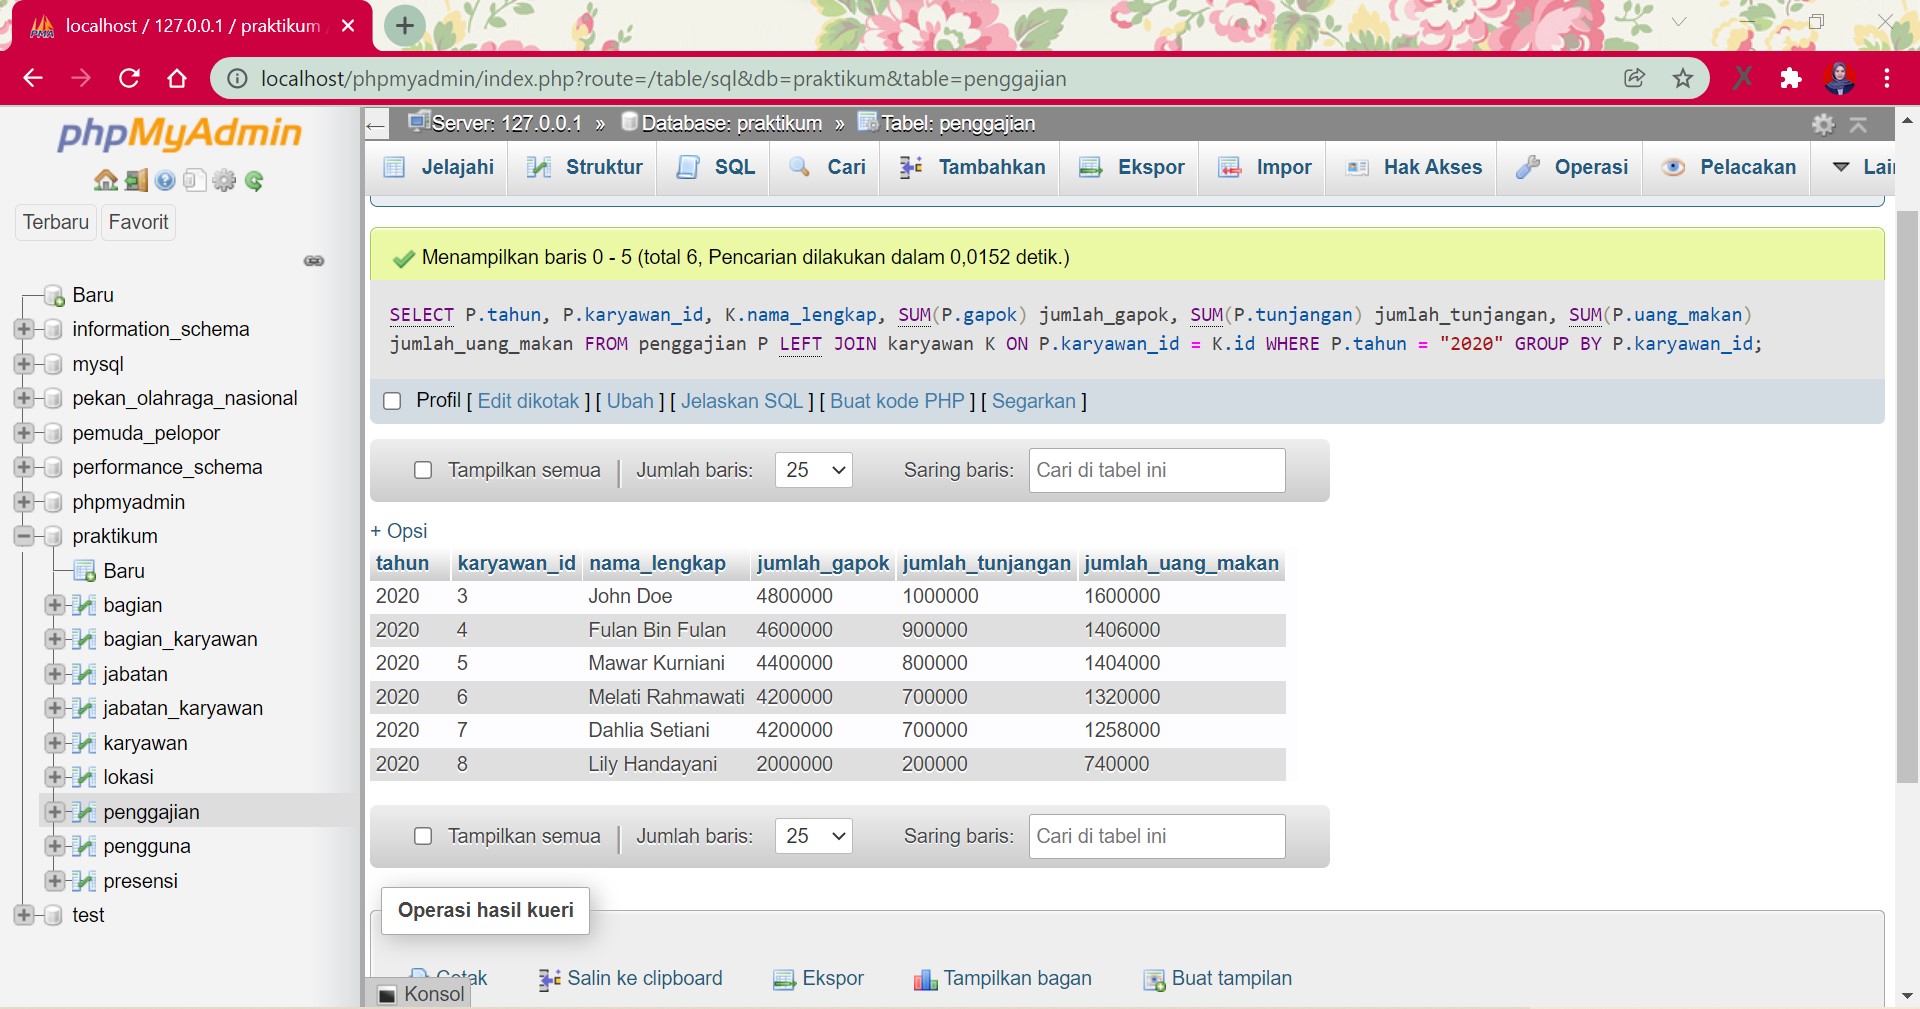 localhost / 127.0.0.1 / praktikum
localhost/phpmyadmin/index.php?route=/table/sql&db=praktikum&table=penggajian
phpMyAdmin
Terbaru Favorit
Baru
information_schema
mysql
pekan_olahraga_nasional
pemuda_pelopor
performance_schema
phpmyadmin
praktikum
Baru
bagian
bagian_karyawan
jabatan
jabatan_karyawan
karyawan
lokasi
penggajian
pengguna
presensi
test
Server: 127.0.0.1 » Database: praktikum » Tabel: penggajian
Jelajahi Struktur SQL Cari Tambahkan Ekspor Impor Hak Akses Operasi Pelacakan Lai
Menampilkan baris 0 - 5 (total 6, Pencarian dilakukan dalam 0,0152 detik.)
SELECT P.tahun, P.karyawan_id, K.nama_lengkap, SUM(P.gapok) jumlah_gapok, SUM(P.tunjangan) jumlah_tunjangan, SUM(P.uang_makan)
jumlah_uang_makan FROM penggajian P LEFT JOIN karyawan K ON P.karyawan_id = K.id WHERE P.tahun = "2020" GROUP BY P.karyawan_id;
Profil [ Edit dikotak ] [ Ubah ] [ Jelaskan SQL ] [ Buat kode PHP ] [ Segarkan ]
Tampilkan semua | Jumlah baris: 25 Saring baris: Cari di tabel ini
+ Opsi
tahun karyawan_id nama_lengkap jumlah_gapok jumlah_tunjangan jumlah_uang_makan
2020 3 John Doe 4800000 1000000 1600000
2020 4 Fulan Bin Fulan 4600000 900000 1406000
2020 5 Mawar Kurniani 4400000 800000 1404000
2020 6 Melati Rahmawati 4200000 700000 1320000
2020 7 Dahlia Setiani 4200000 700000 1258000
2020 8 Lily Handayani 2000000 200000 740000
Tampilkan semua | Jumlah baris: 25 Saring baris: Cari di tabel ini
Operasi hasil kueri
Cetak Salin ke clipboard Ekspor Tampilkan bagan Buat tampilan
Konsol